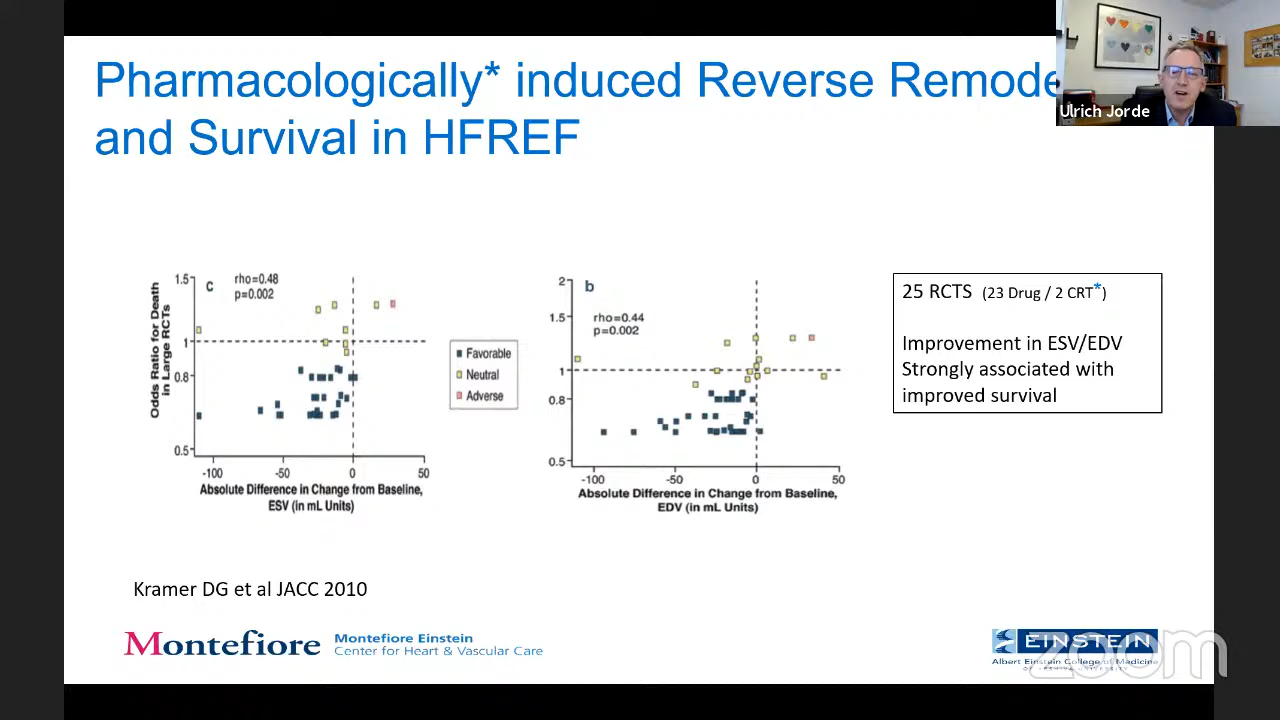 Pharmacologically* induced Reverse Remode
and Survival in HFREF
Ulrich Jorde
c
rho=0.48
p=0.002
1.5
1
0.8
0.5
Odds Ratio for Death
in Large RCTs
-100
-50
0
50
Absolute Difference in Change from Baseline,
ESV (in mL Units)
Favorable
Neutral
Adverse
b
rho=0.44
p=0.002
2
1.5
1
0.8
0.5
-100
-50
0
50
Absolute Difference in Change from Baseline,
EDV (in mL Units)
25 RCTS (23 Drug / 2 CRT*)
Improvement in ESV/EDV
Strongly associated with
improved survival
Kramer DG et al JACC 2010
Montefiore
Montefiore Einstein
Center for Heart & Vascular Care
EINSTEIN
Albert Einstein College of Medicine
OF YESHIVA UNIVERSITY
zoom